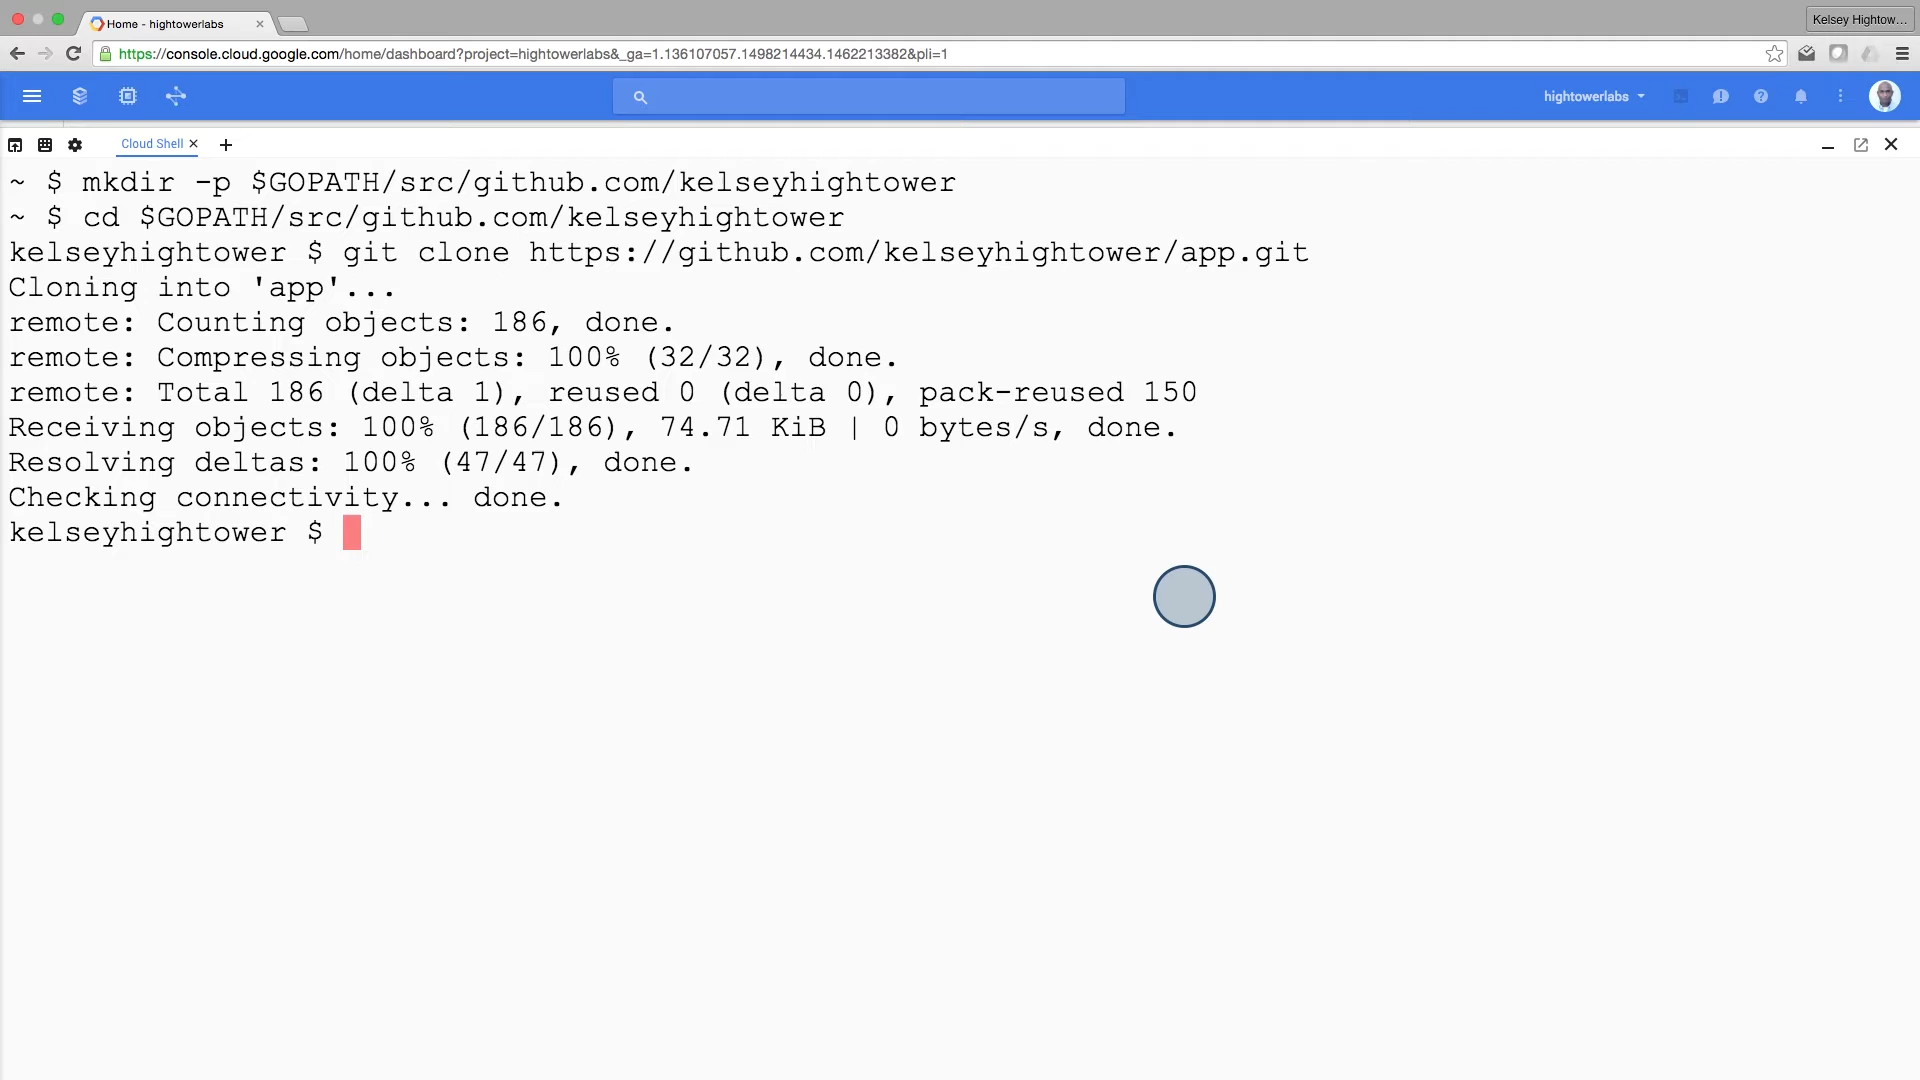 Home - hightowerlabs
Kelsey Hightow...
https://console.cloud.google.com/home/dashboard?project=hightowerlabs&_ga=1.136107057.1498214434.1462213382&pli=1
hightowerlabs
Cloud Shell
~ $ mkdir -p $GOPATH/src/github.com/kelseyhightower
~ $ cd $GOPATH/src/github.com/kelseyhightower
kelseyhightower $ git clone https://github.com/kelseyhightower/app.git
Cloning into 'app'...
remote: Counting objects: 186, done.
remote: Compressing objects: 100% (32/32), done.
remote: Total 186 (delta 1), reused 0 (delta 0), pack-reused 150
Receiving objects: 100% (186/186), 74.71 KiB | 0 bytes/s, done.
Resolving deltas: 100% (47/47), done.
Checking connectivity... done.
kelseyhightower $